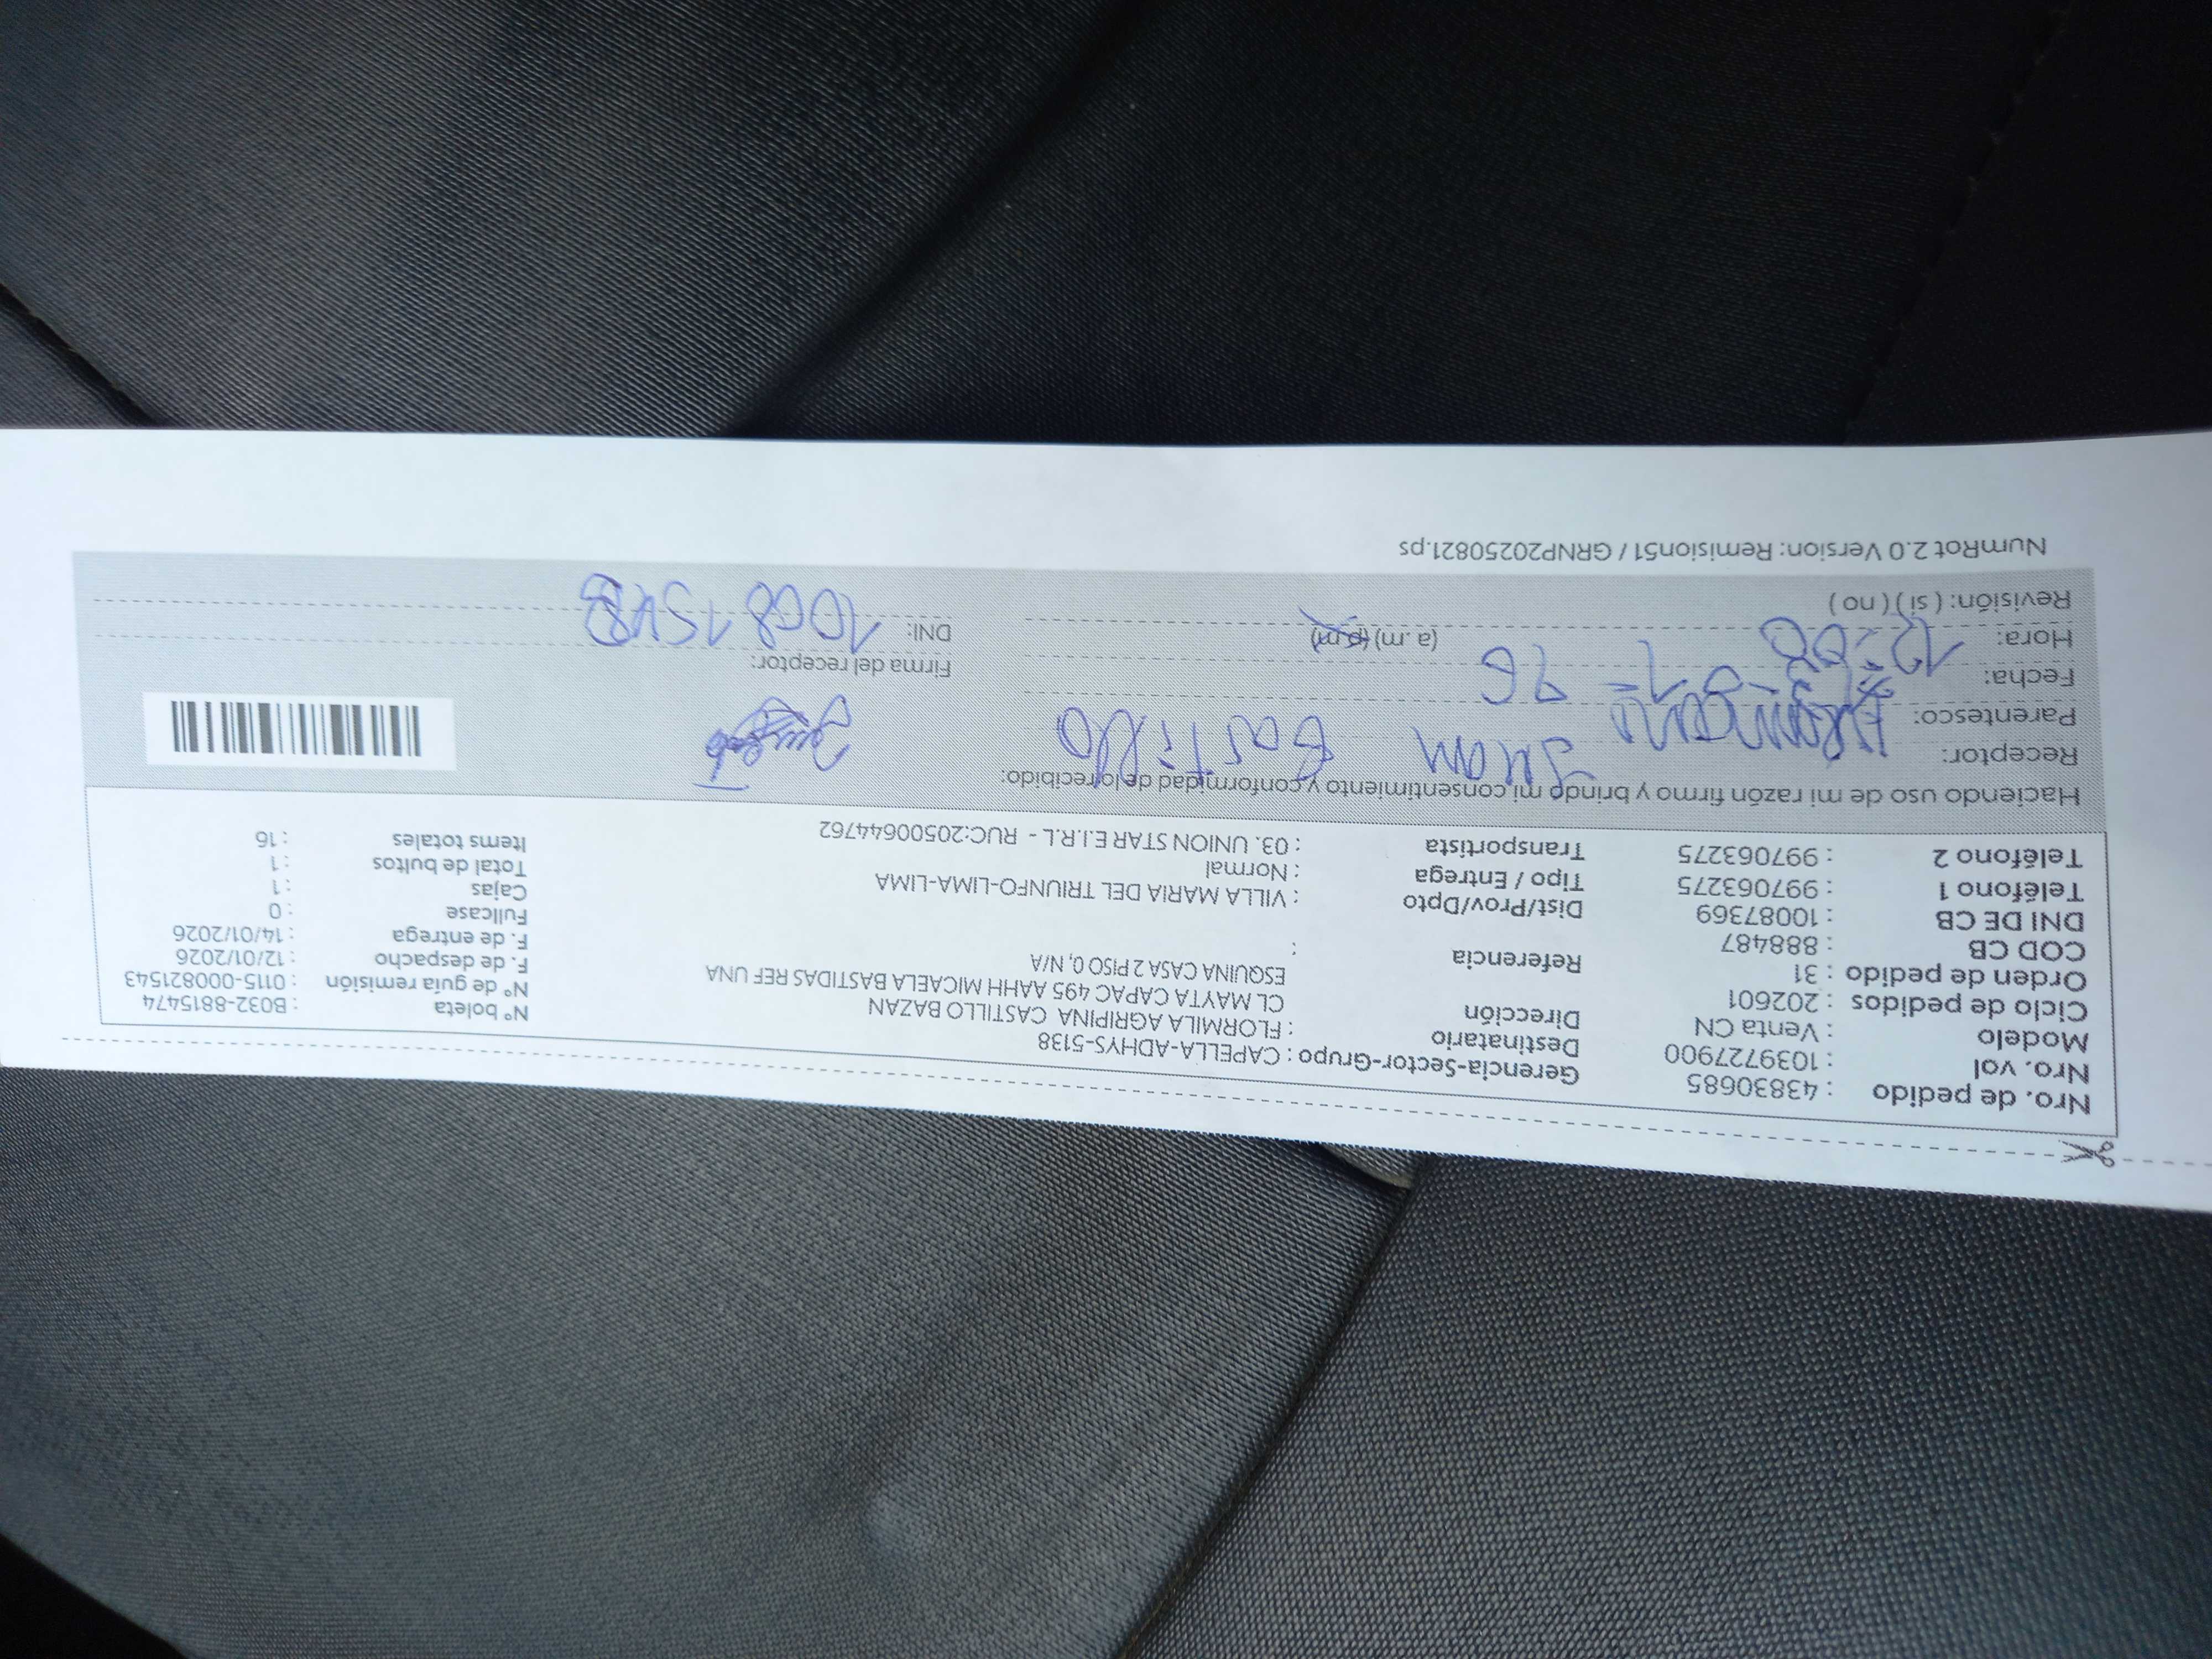 Nro. de pedido : 43830685
Nro. vol : 1039727900
Modelo : Venta CN
Ciclo de pedidos : 202601
Orden de pedido : 31
COD CB : 888487
DNI DE CB : 10087369
Teléfono 1 : 997063275
Teléfono 2 : 997063275
Gerencia-Sector-Grupo : CAPELLA-ADHYS-5138
Destinatario : FLORMILA AGRIPINA CASTILLO BAZAN
Dirección CL MAYTA CAPAC 495 AAHH MICAELA BASTIDAS REF UNA
ESQUINA CASA 2 PISO 0, N/A
Referencia :
Dist/Prov/Dpto : VILLA MARIA DEL TRIUNFO-LIMA-LIMA
Tipo / Entrega : Normal
Transportista : 03. UNION STAR E.I.R.L - RUC:20500644762
N° boleta : B032-8815474
N° de guía remisión : 0115-0000821543
F. de despacho : 12/01/2026
F. de entrega : 14/01/2026
Fullcase : 0
Cajas : 1
Total de bultos : 1
Items totales : 16
Haciendo uso de mi razón firmo y brindo mi consentimiento y conformidad de lo recibido:
Receptor: Juan Castillo
Parentesco:
Fecha:
Hora: 12:00 (a.m) (p.m)
Revisión: ( sí ) ( no )
Firma del receptor:
DNI:
NumRot 2.0 Version: Remision51 / GRNP20250821.ps